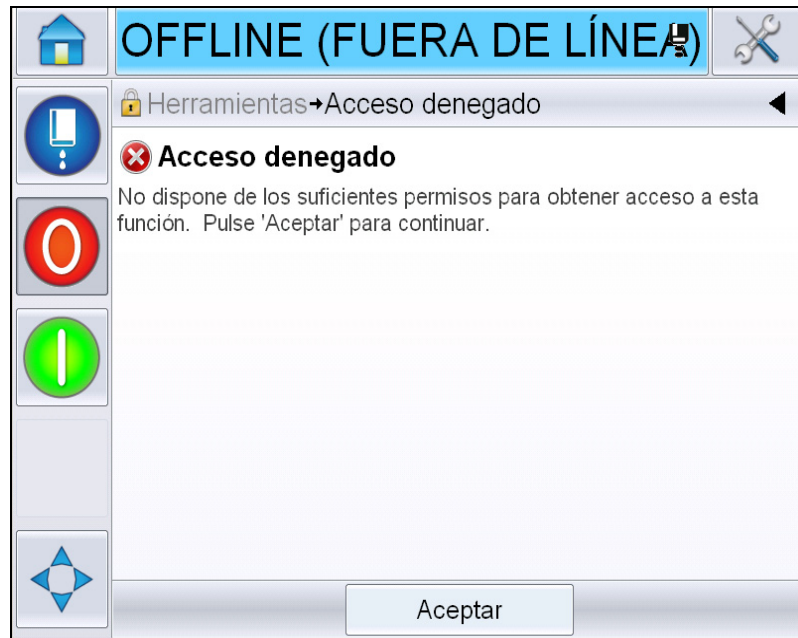 OFFLINE (FUERA DE LÍNEA)
Herramientas→Acceso denegado
Acceso denegado
No dispone de los suficientes permisos para obtener acceso a esta
función.  Pulse 'Aceptar' para continuar.
Aceptar